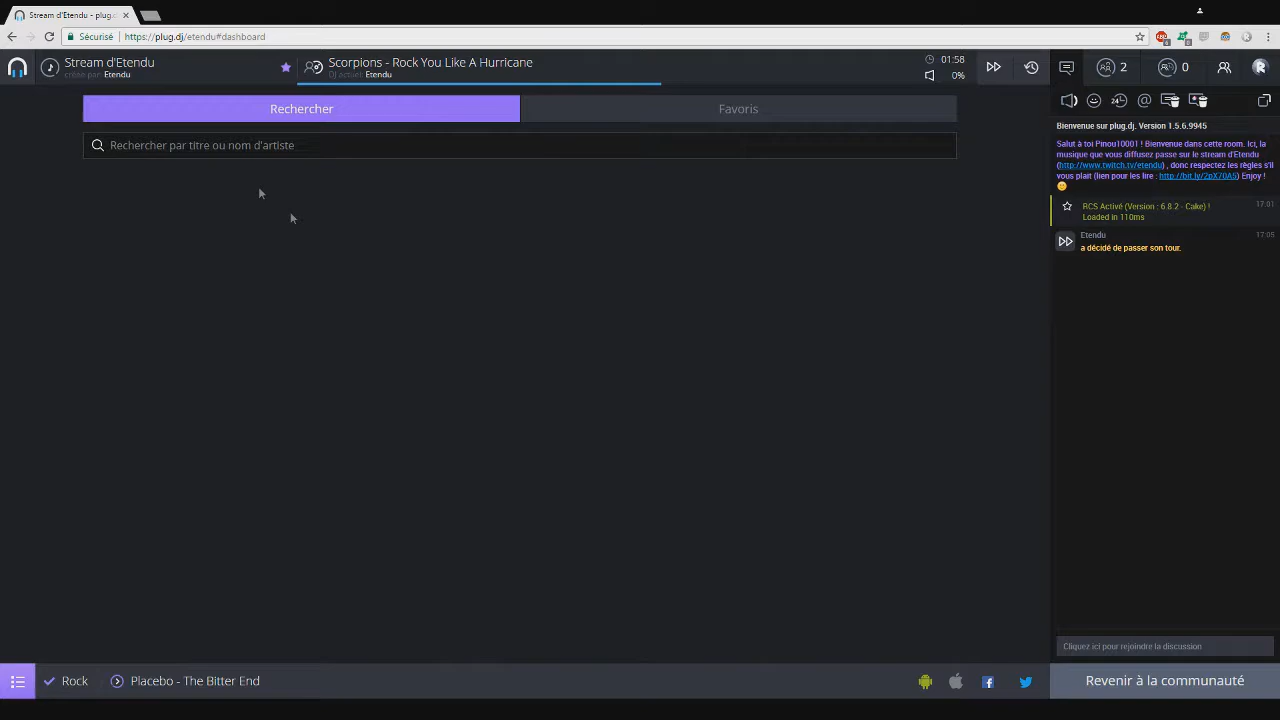 Stream d'Etendu - plug.
Sécurisé
https://plug.dj/etendu#dashboard
Stream d'Etendu
créée par: Etendu
Scorpions - Rock You Like A Hurricane
DJ actuel: Etendu
01:58
0%
2
0
R
Rechercher
Favoris
Rechercher par titre ou nom d'artiste
Bienvenue sur plug.dj. Version 1.5.6.9945
Salut à toi Pinou10001 ! Bienvenue dans cette room. Ici, la
musique que vous diffusez passe sur le stream d'Etendu
(http://www.twitch.tv/etendu) , donc respectez les règles s'il
vous plait (lien pour les lire : http://bit.ly/2pX70A5) Enjoy !
RCS Activé (Version : 6.8.2 - Cake) !
17:01
Loaded in 110ms
Etendu
17:05
a décidé de passer son tour.
Cliquez ici pour rejoindre la discussion
Rock
Placebo - The Bitter End
Revenir à la communauté